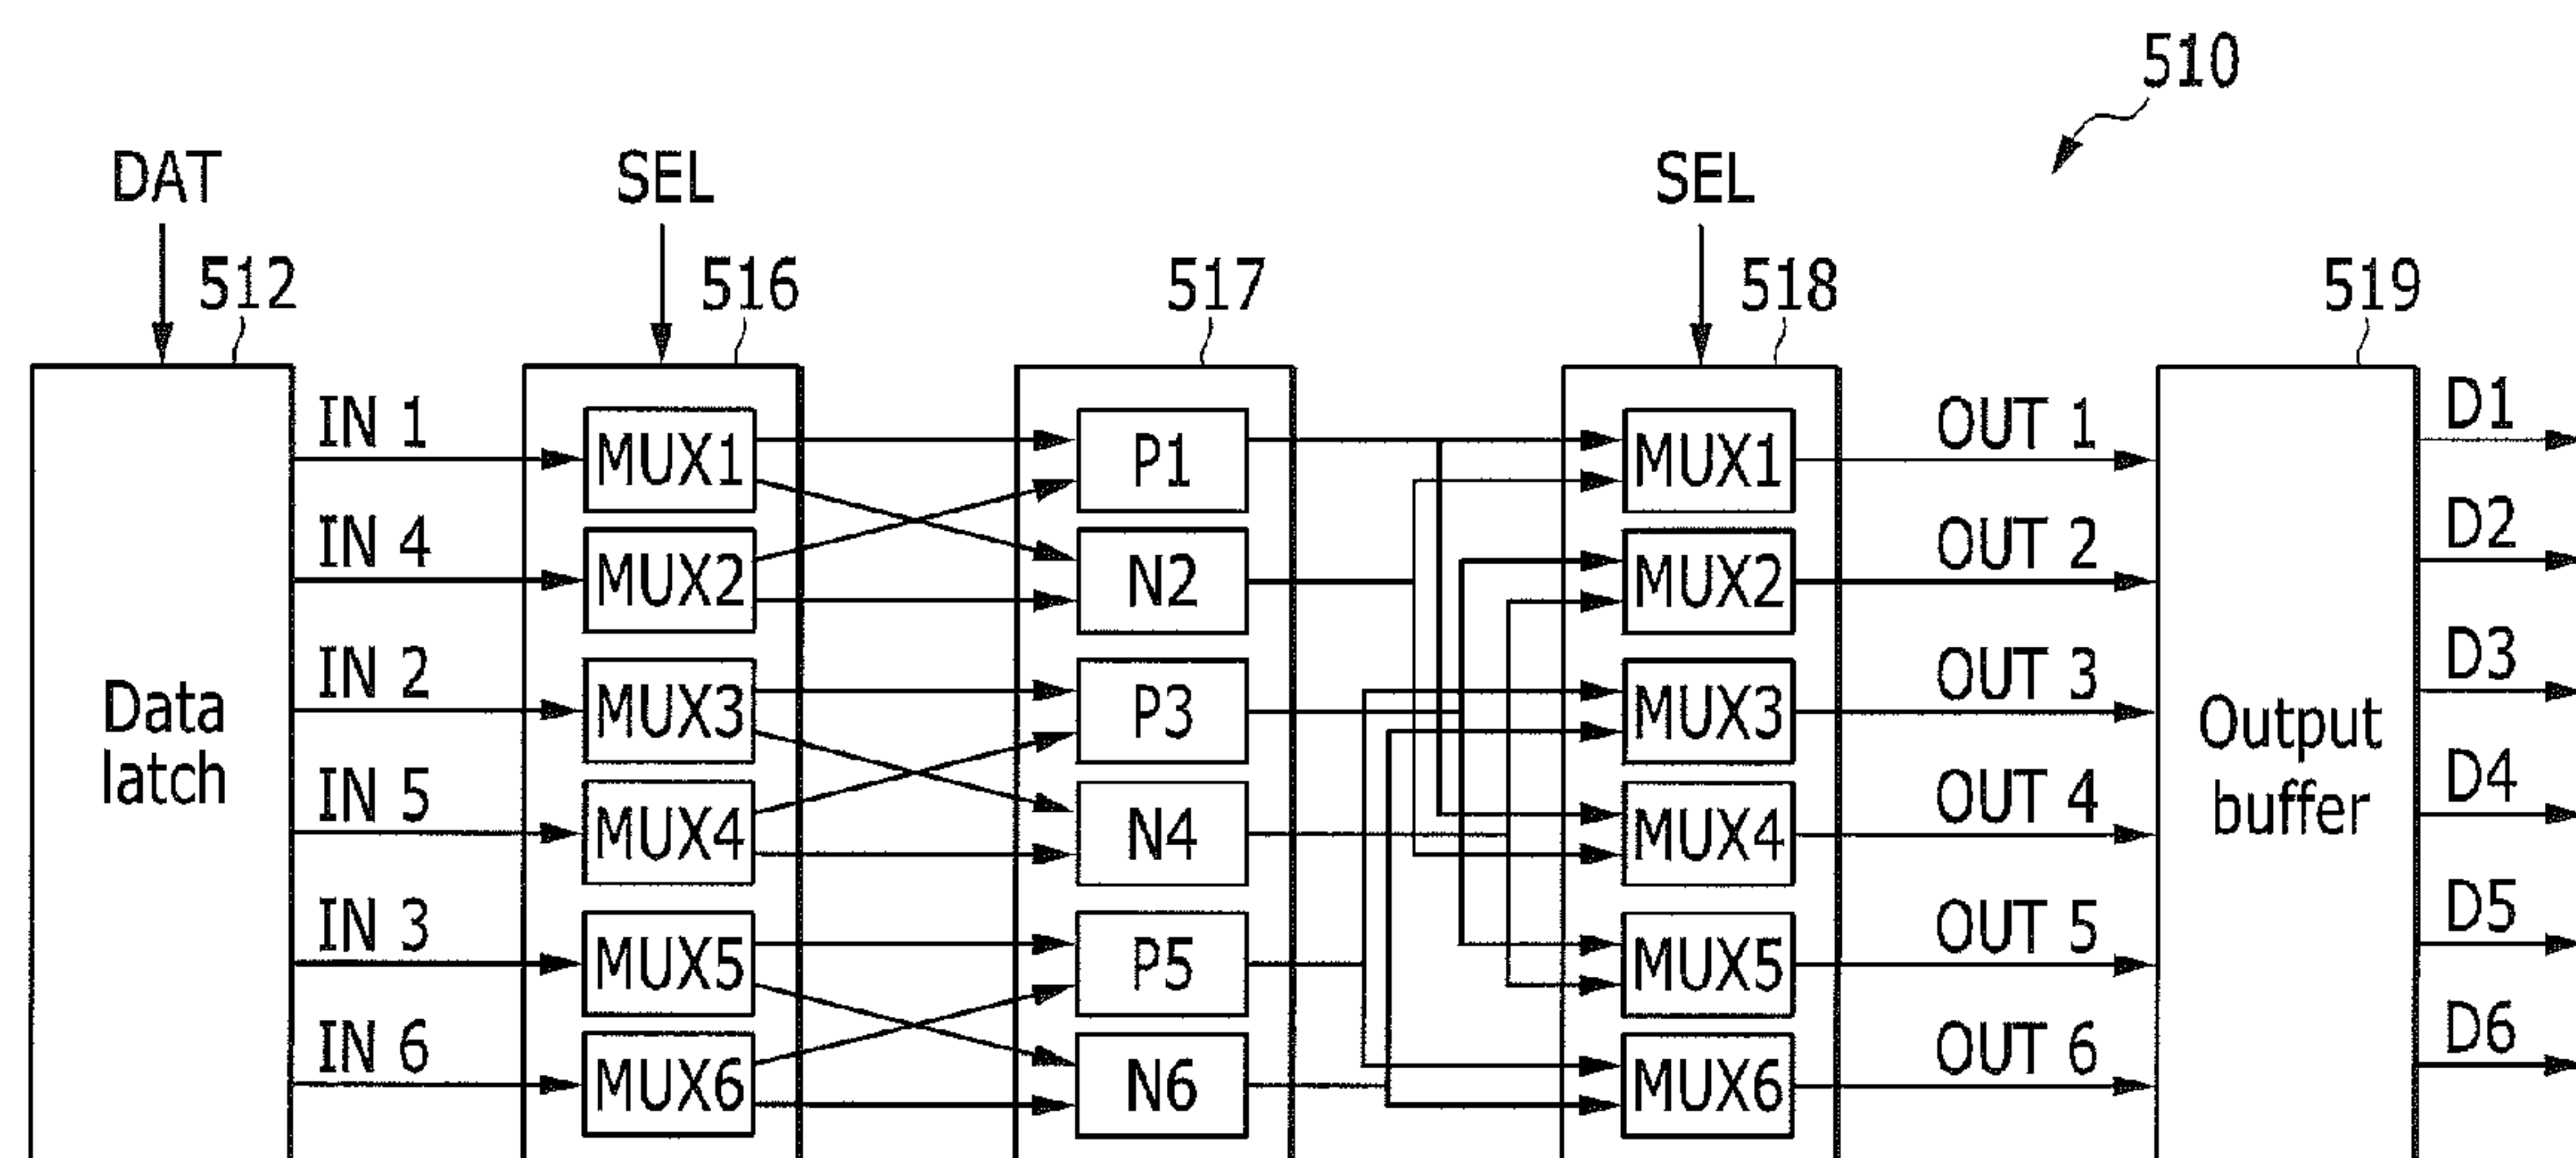 510
DAT
SEL
SEL
512
516
517
518
519
IN 1
MUX1
P1
MUX1
OUT 1
D1
IN 4
MUX2
N2
MUX2
OUT 2
D2
IN 2
MUX3
P3
MUX3
OUT 3
D3
Data
latch
Output
buffer
IN 5
MUX4
N4
MUX4
OUT 4
D4
IN 3
MUX5
P5
MUX5
OUT 5
D5
IN 6
MUX6
N6
MUX6
OUT 6
D6